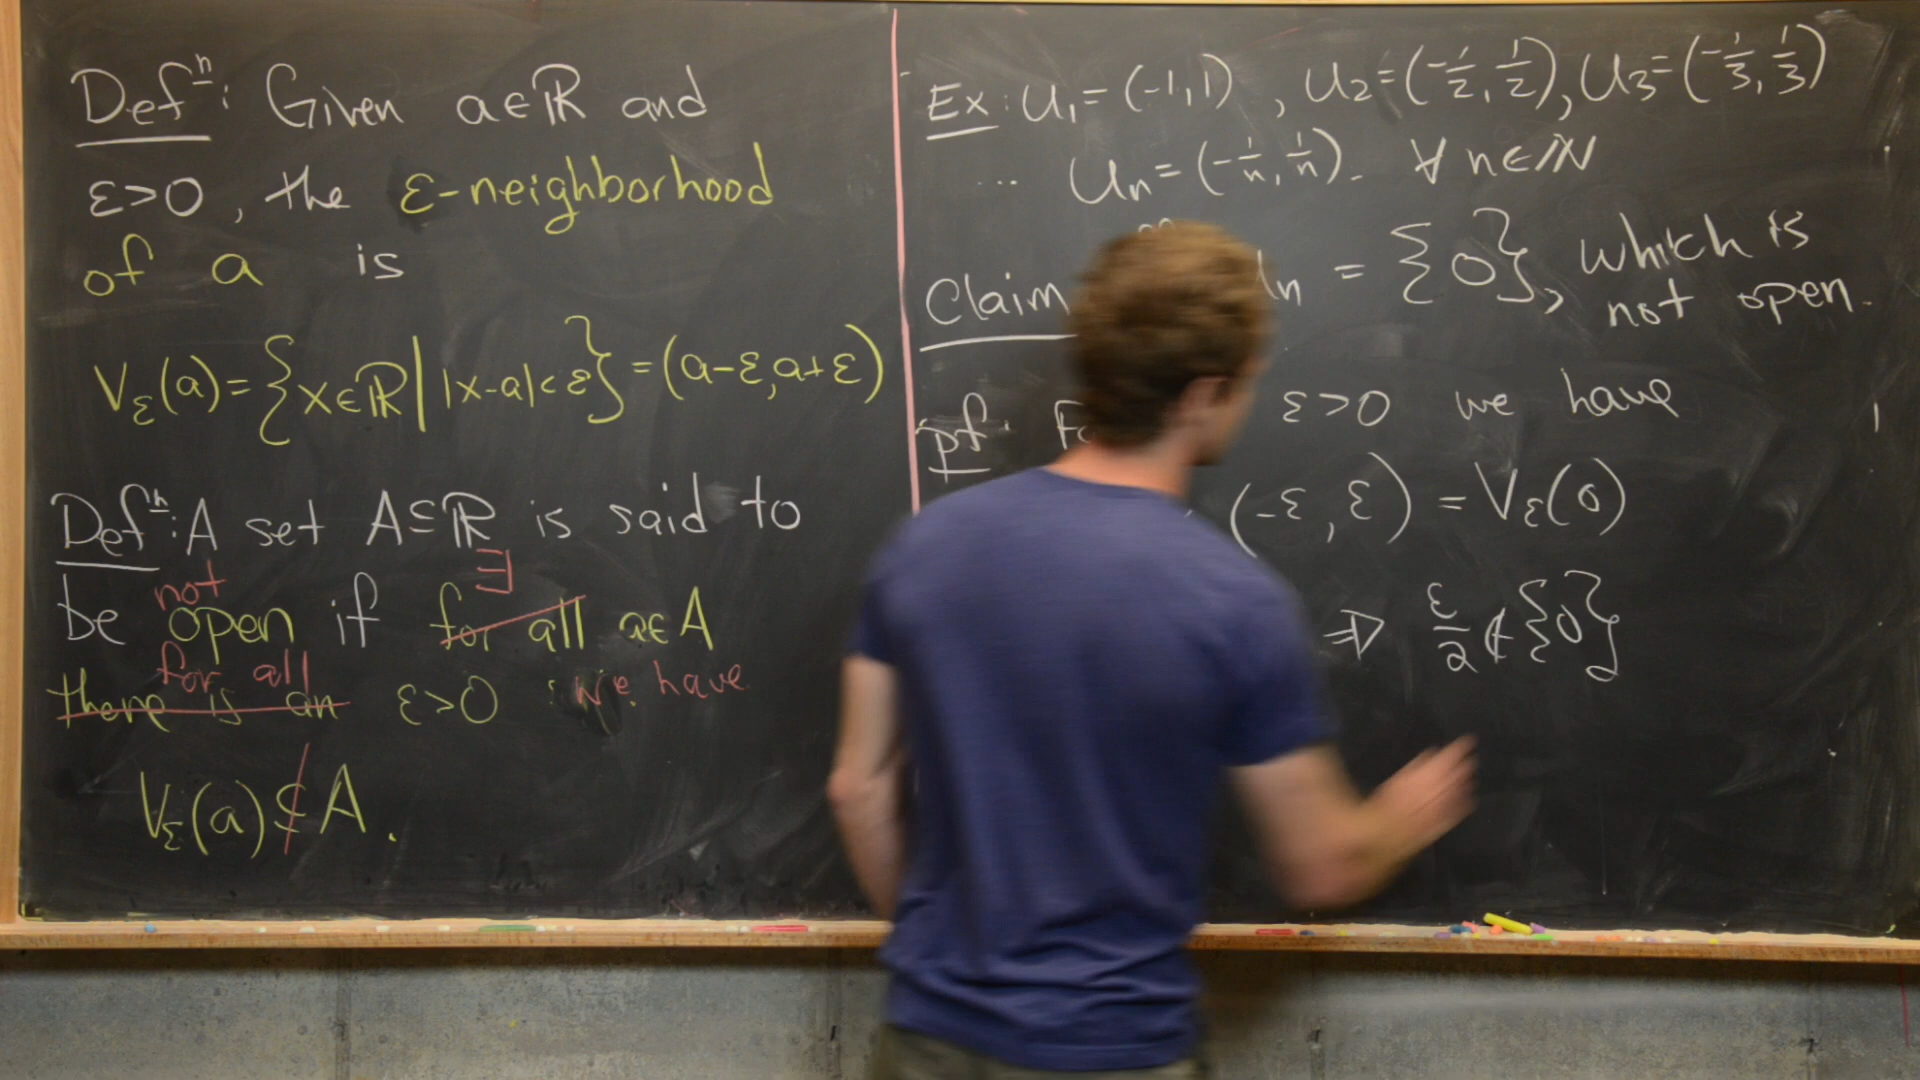 Defⁿ: Given a∈ℝ and
ε>0, the ε-neighborhood
of a is
V_ε(a)={x∈ℝ| |x-a|<ε}=(a-ε,a+ε)
Defⁿ: A set A⊆ℝ is said to
not ∃
be open if for all a∈A
for all we have
there is an ε>0 :
V_ε(a)⊈A.
Ex: U₁=(-1,1), U₂=(-1/2,1/2), U₃=(-1/3,1/3)
... Uₙ=(-1/n,1/n). ∀n∈ℕ
Claim ₙ = {0}, which is
not open.
pf: ε>0 we have
(-ε,ε) = V_ε(0)
⇒ ε/2 ∉ {0}